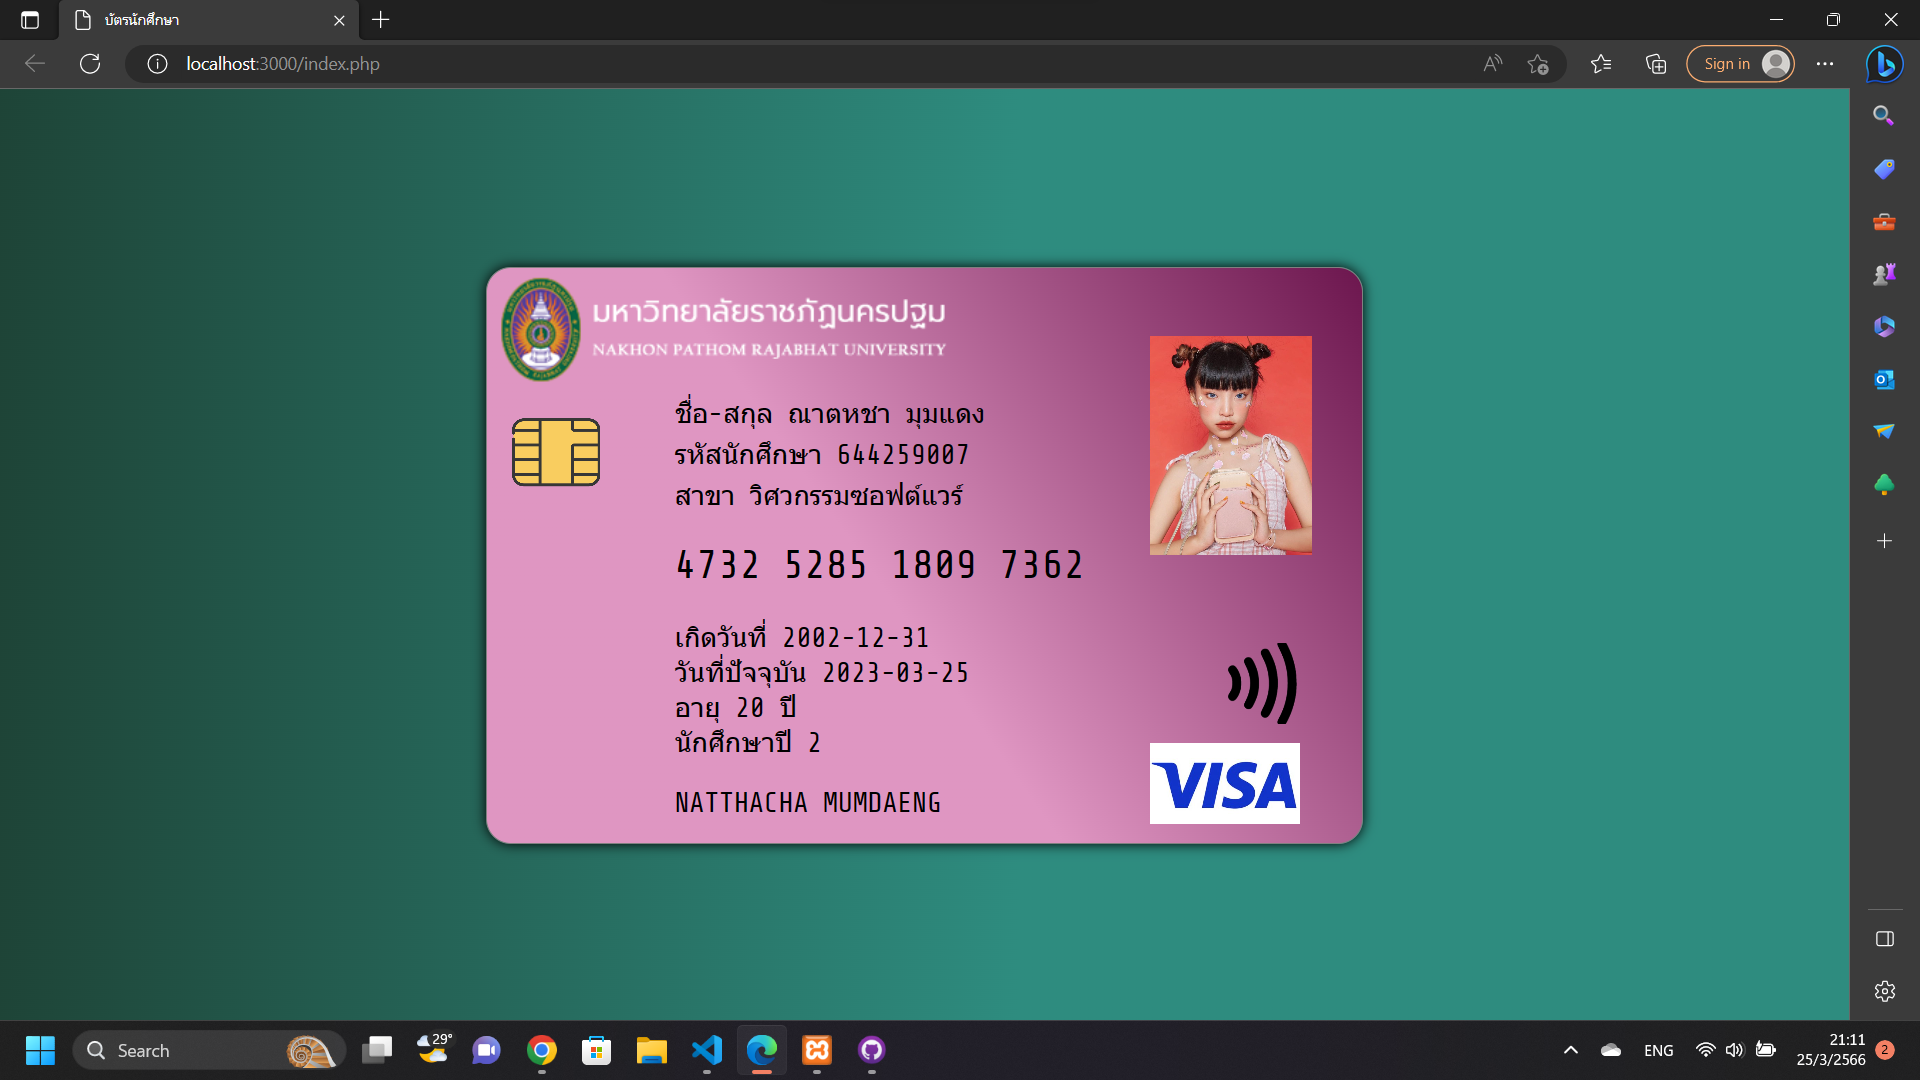 บัตรนักศึกษา
localhost:3000/index.php
Sign in
มหาวิทยาลัยราชภัฏนครปฐม
NAKHON PATHOM RAJABHAT UNIVERSITY
ชื่อ-สกุล ณาตหชา มุมแดง
รหัสนักศึกษา 644259007
สาขา วิศวกรรมซอฟต์แวร์
4732 5285 1809 7362
เกิดวันที่ 2002-12-31
วันที่ปัจจุบัน 2023-03-25
อายุ 20 ปี
นักศึกษาปี 2
NATTHACHA MUMDAENG
VISA
Search
29°
ENG
21:11
25/3/2566
2